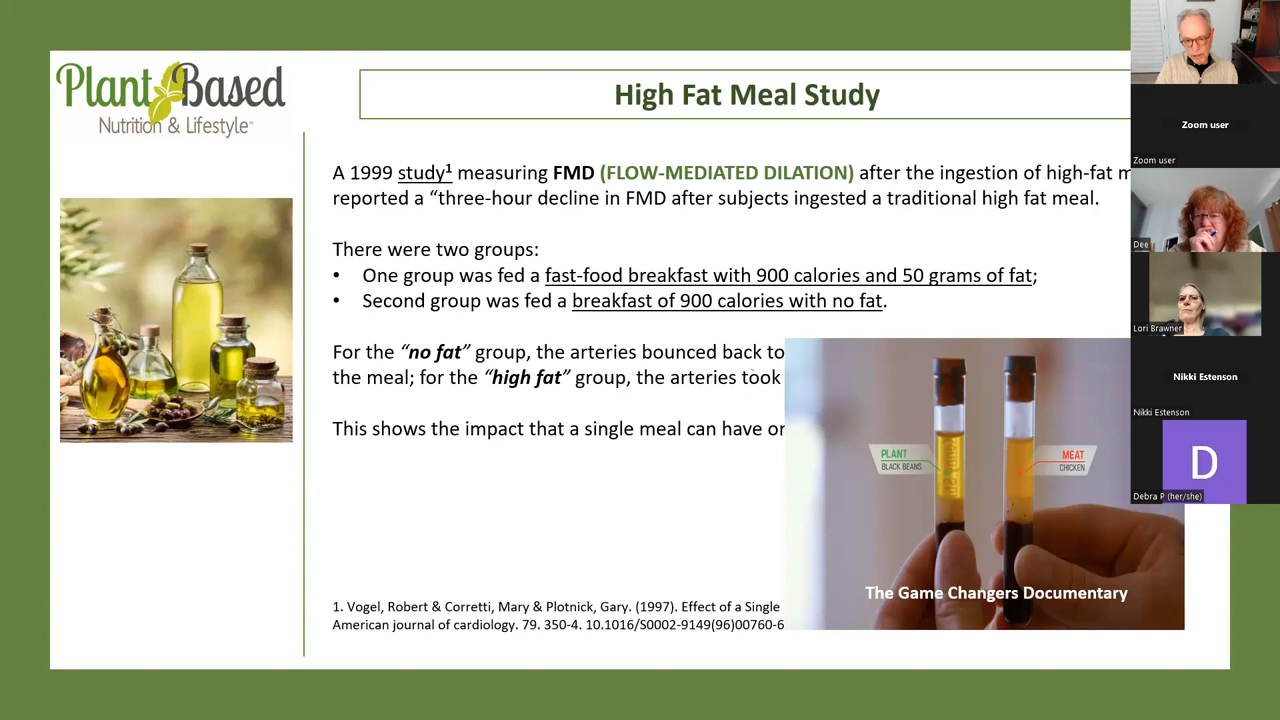 Plant Based
Nutrition & Lifestyle™
High Fat Meal Study
A 1999 study¹ measuring FMD (FLOW-MEDIATED DILATION) after the ingestion of high-fat
reported a “three-hour decline in FMD after subjects ingested a traditional high fat meal.
There were two groups:
• One group was fed a fast-food breakfast with 900 calories and 50 grams of fat;
• Second group was fed a breakfast of 900 calories with no fat.
For the “no fat” group, the arteries bounced back to
the meal; for the “high fat” group, the arteries took
This shows the impact that a single meal can have
PLANT
BLACK BEANS
MEAT
CHICKEN
The Game Changers Documentary
1. Vogel, Robert & Corretti, Mary & Plotnick, Gary. (1997). Effect of a Single
American journal of cardiology. 79. 350-4. 10.1016/S0002-9149(96)00760-6
Zoom user
Zoom user
Dee
Lori Brawner
Nikki Estenson
Nikki Estenson
D
Debra P (her/she)